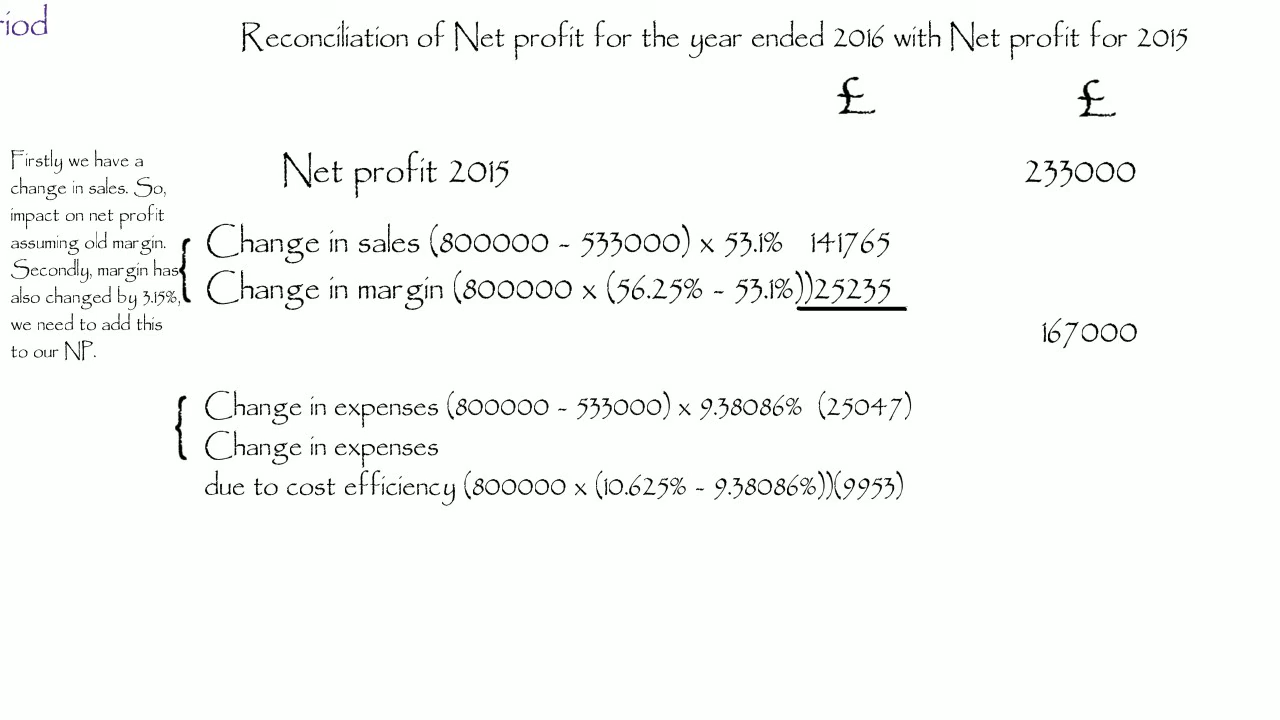 riod
Reconciliation of Net profit for the year ended 2016 with Net profit for 2015
£ £
Firstly we have a
change in sales. So,
impact on net profit
assuming old margin.
Secondly, margin has
also changed by 3.15%,
we need to add this
to our NP.
Net profit 2015 233000
Change in sales (800000 - 533000) x 53.1% 141765
Change in margin (800000 x (56.25% - 53.1%))25235
167000
Change in expenses (800000 - 533000) x 9.38086% (25047)
Change in expenses
due to cost efficiency (800000 x (10.625% - 9.38086%))(9953)